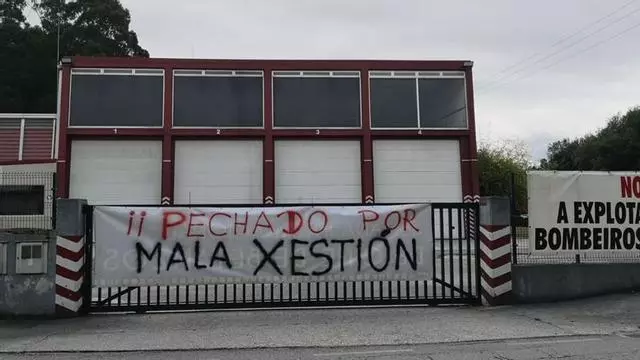 1 2 3 4
¡¡ PECHADO POR
MALA XESTIÓN
NO
A EXPLOTA
BOMBEIROS